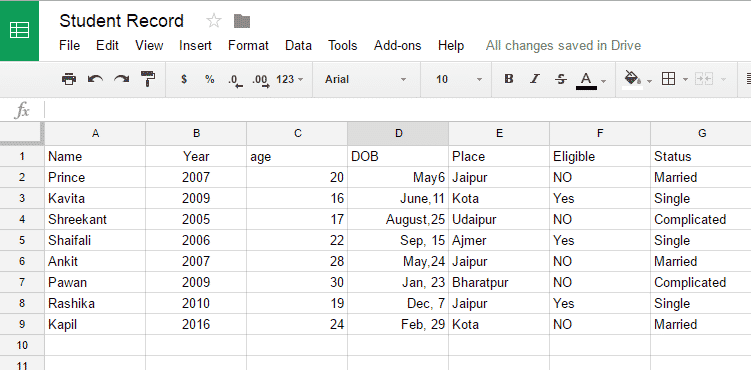 Student Record
File Edit View Insert Format Data Tools Add-ons Help All changes saved in Drive
$ % .0 .00 123 Arial 10 B I S A
fx
A B C D E F G
1 Name Year age DOB Place Eligible Status
2 Prince 2007 20 May6 Jaipur NO Married
3 Kavita 2009 16 June,11 Kota Yes Single
4 Shreekant 2005 17 August,25 Udaipur NO Complicated
5 Shaifali 2006 22 Sep, 15 Ajmer Yes Single
6 Ankit 2007 28 May,24 Jaipur NO Married
7 Pawan 2009 30 Jan, 23 Bharatpur NO Complicated
8 Rashika 2010 19 Dec, 7 Jaipur Yes Single
9 Kapil 2016 24 Feb, 29 Kota NO Married
10
11